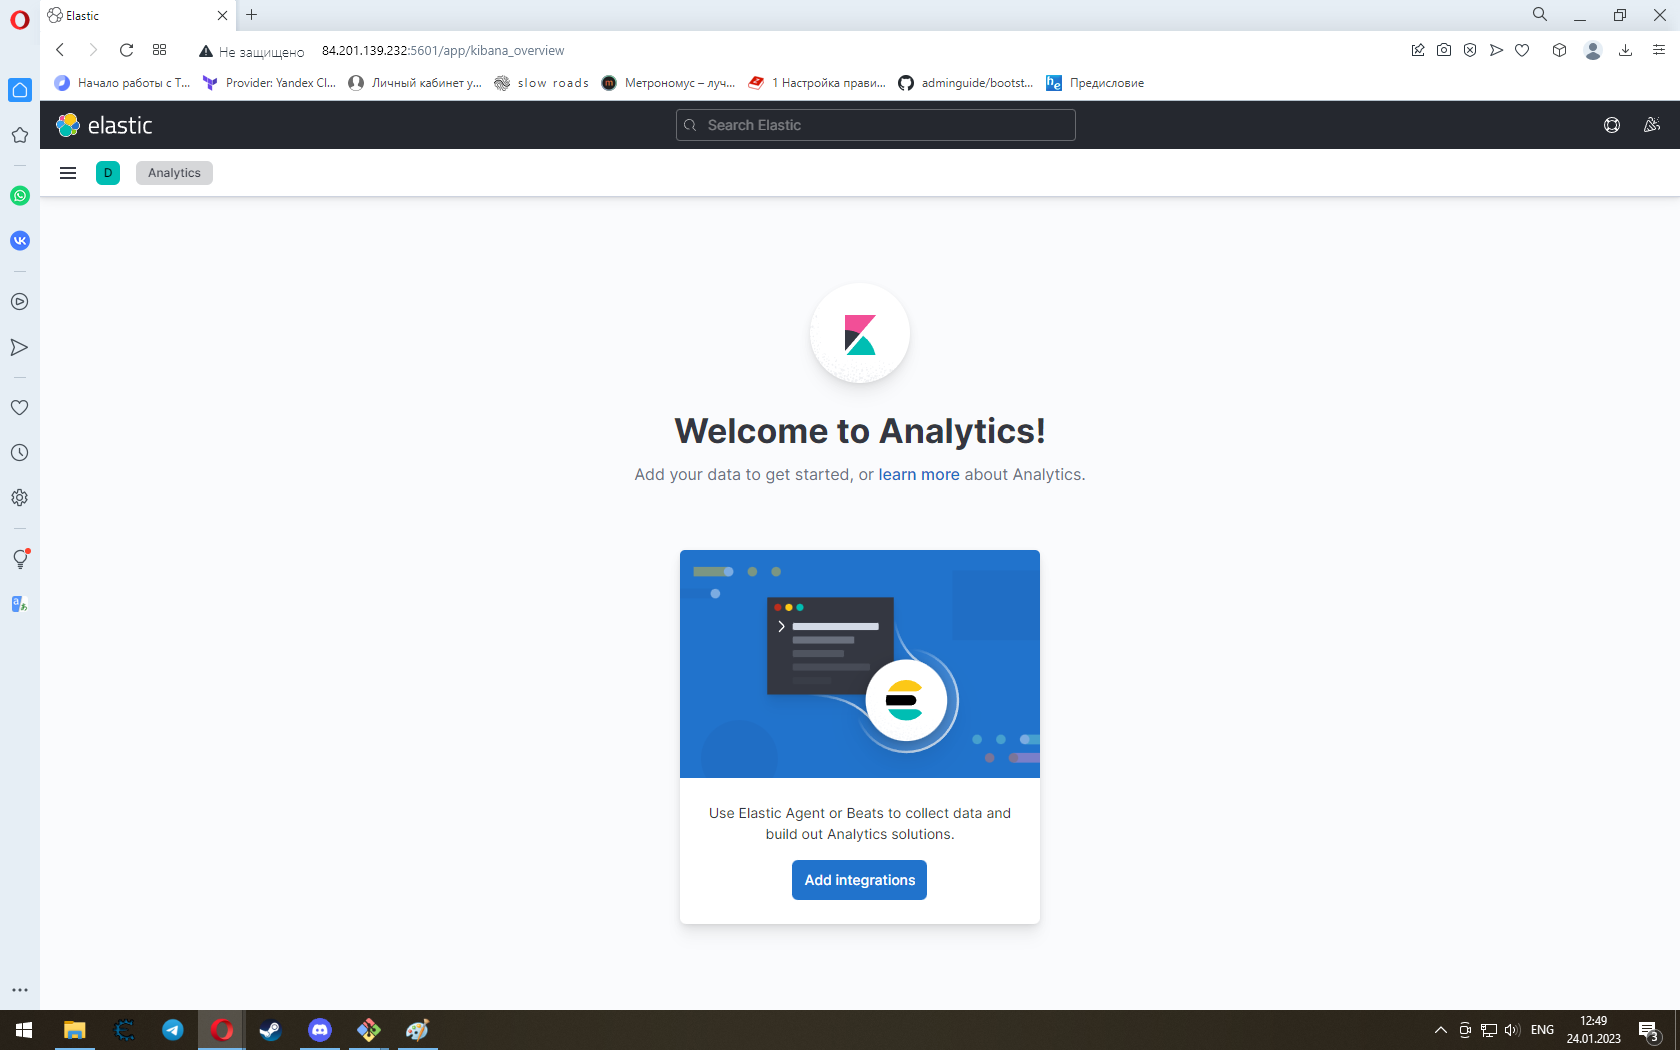 Elastic
Не защищено
84.201.139.232:5601/app/kibana_overview
Начало работы с T...
Provider: Yandex Cl...
Личный кабинет у...
slow roads
Метрономус – луч...
1 Настройка прави...
adminguide/bootst...
Предисловие
elastic
Search Elastic
D
Analytics
Welcome to Analytics!
Add your data to get started, or learn more about Analytics.
Use Elastic Agent or Beats to collect data and
build out Analytics solutions.
Add integrations
ENG
12:49
24.01.2023
3